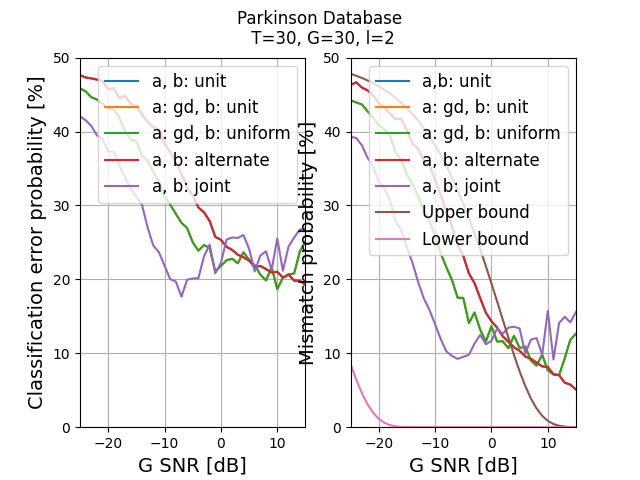 Parkinson Database
T=30, G=30, l=2
Classification error probability [%]
50
40
30
20
10
0
−20
−10
0
10
G SNR [dB]
a, b: unit
a: gd, b: unit
a: gd, b: uniform
a, b: alternate
a, b: joint
Mismatch probability [%]
50
40
30
20
10
0
−20
−10
0
10
G SNR [dB]
a,b: unit
a: gd, b: unit
a: gd, b: uniform
a, b: alternate
a, b: joint
Upper bound
Lower bound